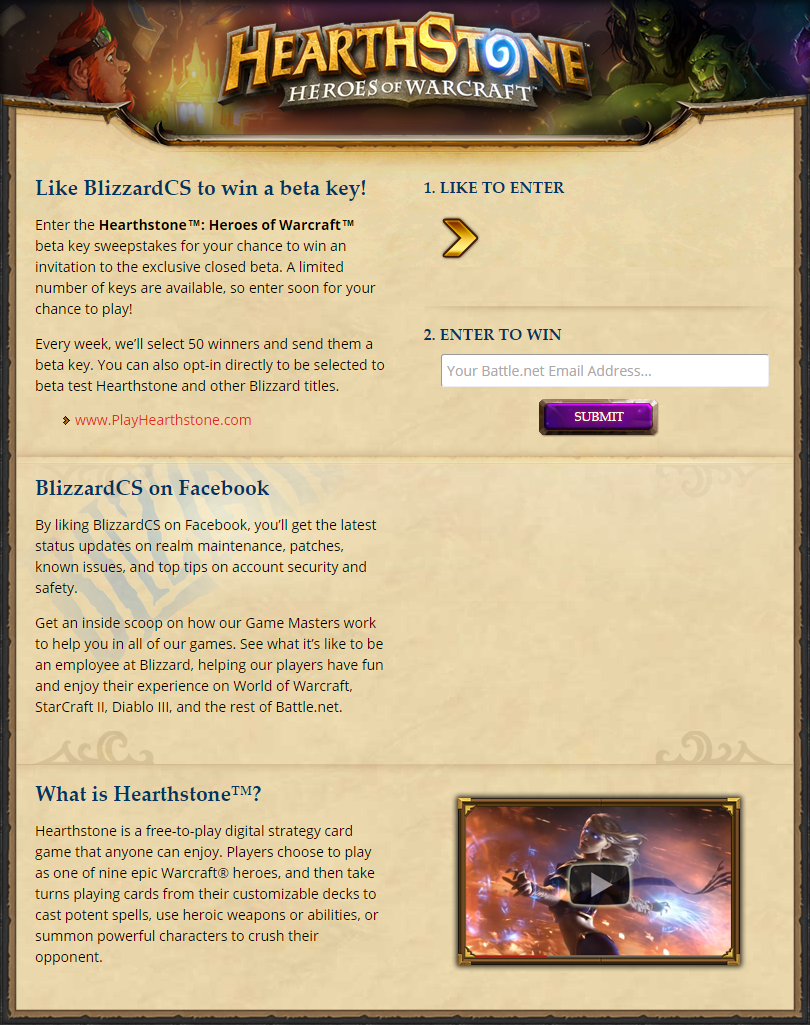 HEARTHSTONE™
HEROES OF WARCRAFT™
Like BlizzardCS to win a beta key!
Enter the Hearthstone™: Heroes of Warcraft™
beta key sweepstakes for your chance to win an
invitation to the exclusive closed beta. A limited
number of keys are available, so enter soon for your
chance to play!
Every week, we’ll select 50 winners and send them a
beta key. You can also opt-in directly to be selected to
beta test Hearthstone and other Blizzard titles.
www.PlayHearthstone.com
1. LIKE TO ENTER
2. ENTER TO WIN
Your Battle.net Email Address...
SUBMIT
BlizzardCS on Facebook
By liking BlizzardCS on Facebook, you’ll get the latest
status updates on realm maintenance, patches,
known issues, and top tips on account security and
safety.
Get an inside scoop on how our Game Masters work
to help you in all of our games. See what it’s like to be
an employee at Blizzard, helping our players have fun
and enjoy their experience on World of Warcraft,
StarCraft II, Diablo III, and the rest of Battle.net.
What is Hearthstone™?
Hearthstone is a free-to-play digital strategy card
game that anyone can enjoy. Players choose to play
as one of nine epic Warcraft® heroes, and then take
turns playing cards from their customizable decks to
cast potent spells, use heroic weapons or abilities, or
summon powerful characters to crush their
opponent.